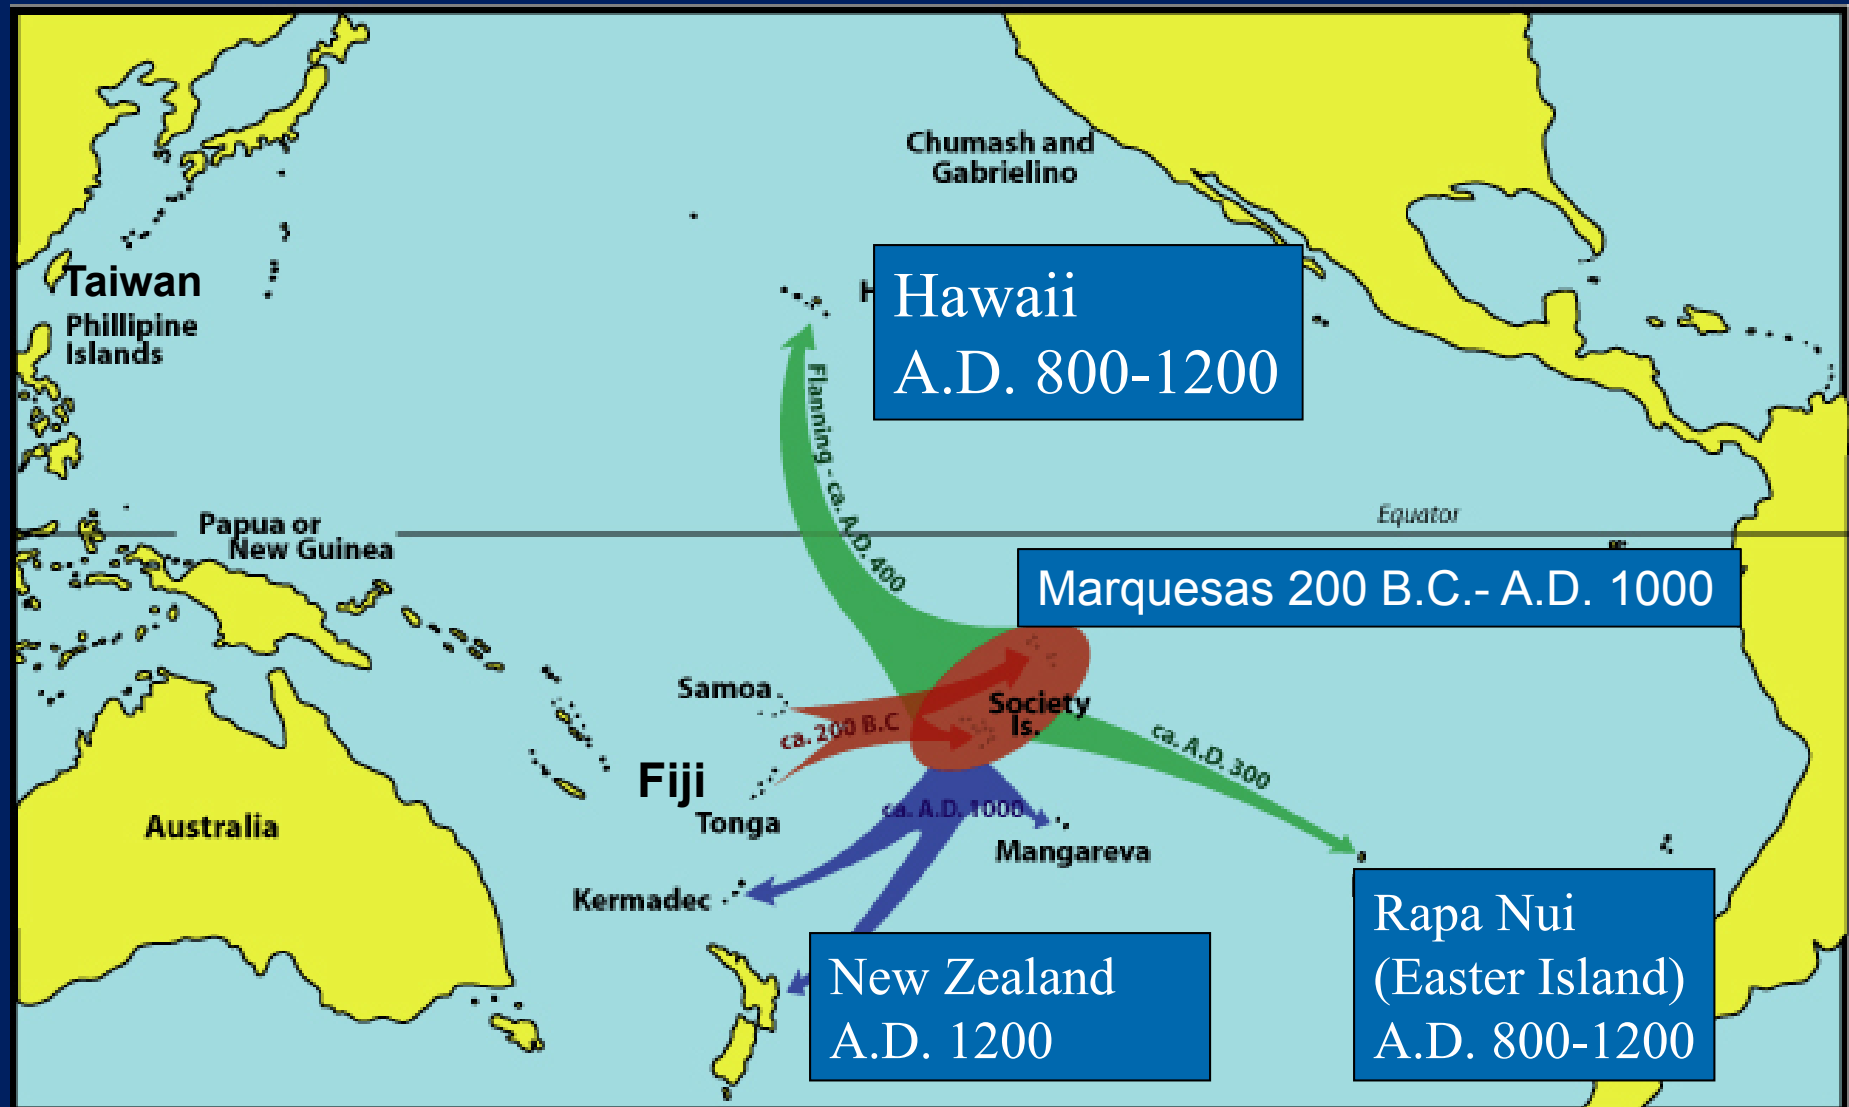 Chumash and
Gabrielino
Taiwan
Phillipine
Islands
H
Hawaii
A.D. 800-1200
Flanning - ca. A.D. 400
Equator
Papua or
New Guinea
Marquesas 200 B.C.- A.D. 1000
Samoa
Society
Is.
ca. 200 B.C
ca. A.D. 300
Fiji
Tonga
ca. A.D. 1000
Australia
Mangareva
Kermadec
New Zealand
A.D. 1200
Rapa Nui
(Easter Island)
A.D. 800-1200